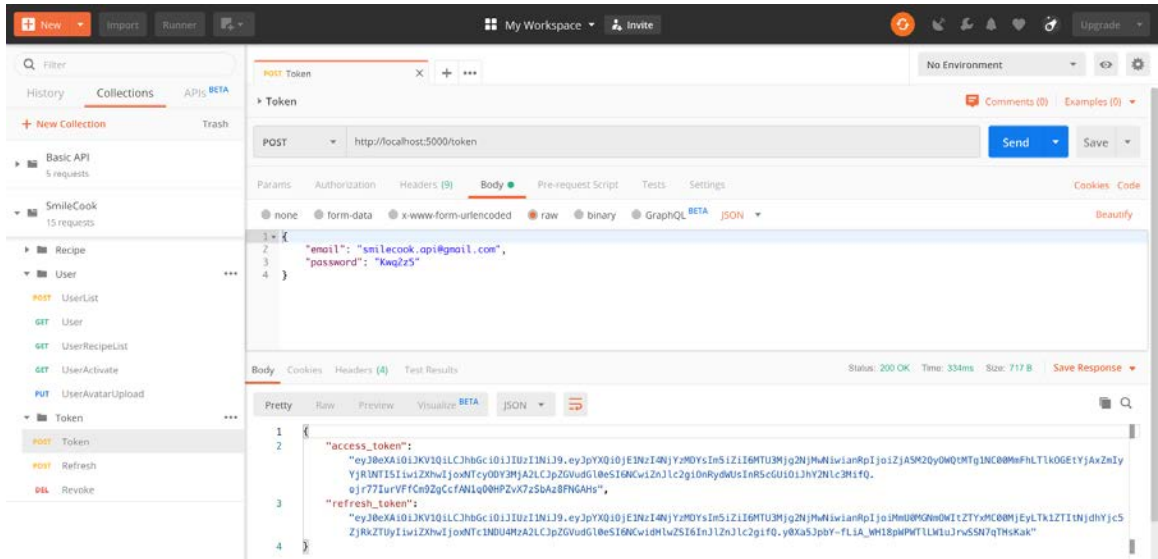 New
Import
Runner
My Workspace
Invite
Upgrade
Filter
History
Collections
APIs BETA
+ New Collection
Trash
Basic API
5 requests
SmileCook
15 requests
Recipe
User
POST UserList
GET User
GET UserRecipeList
GET UserActivate
PUT UserAvatarUpload
Token
POST Token
POST Refresh
DEL Revoke
POST Token
No Environment
Token
Comments (0)
Examples (0)
POST
http://localhost:5000/token
Send
Save
Params
Authorization
Headers (9)
Body
Pre-request Script
Tests
Settings
Cookies Code
none
form-data
x-www-form-urlencoded
raw
binary
GraphQL BETA
JSON
Beautify
1 {
2 "email": "smilecook.api@gmail.com",
3 "password": "Kwq2z5"
4 }
Body Cookies Headers (4) Test Results
Status: 200 OK Time: 334ms Size: 717 B Save Response
Pretty Raw Preview Visualize BETA JSON
1 {
2 "access_token":
3 "refresh_token":
4 }